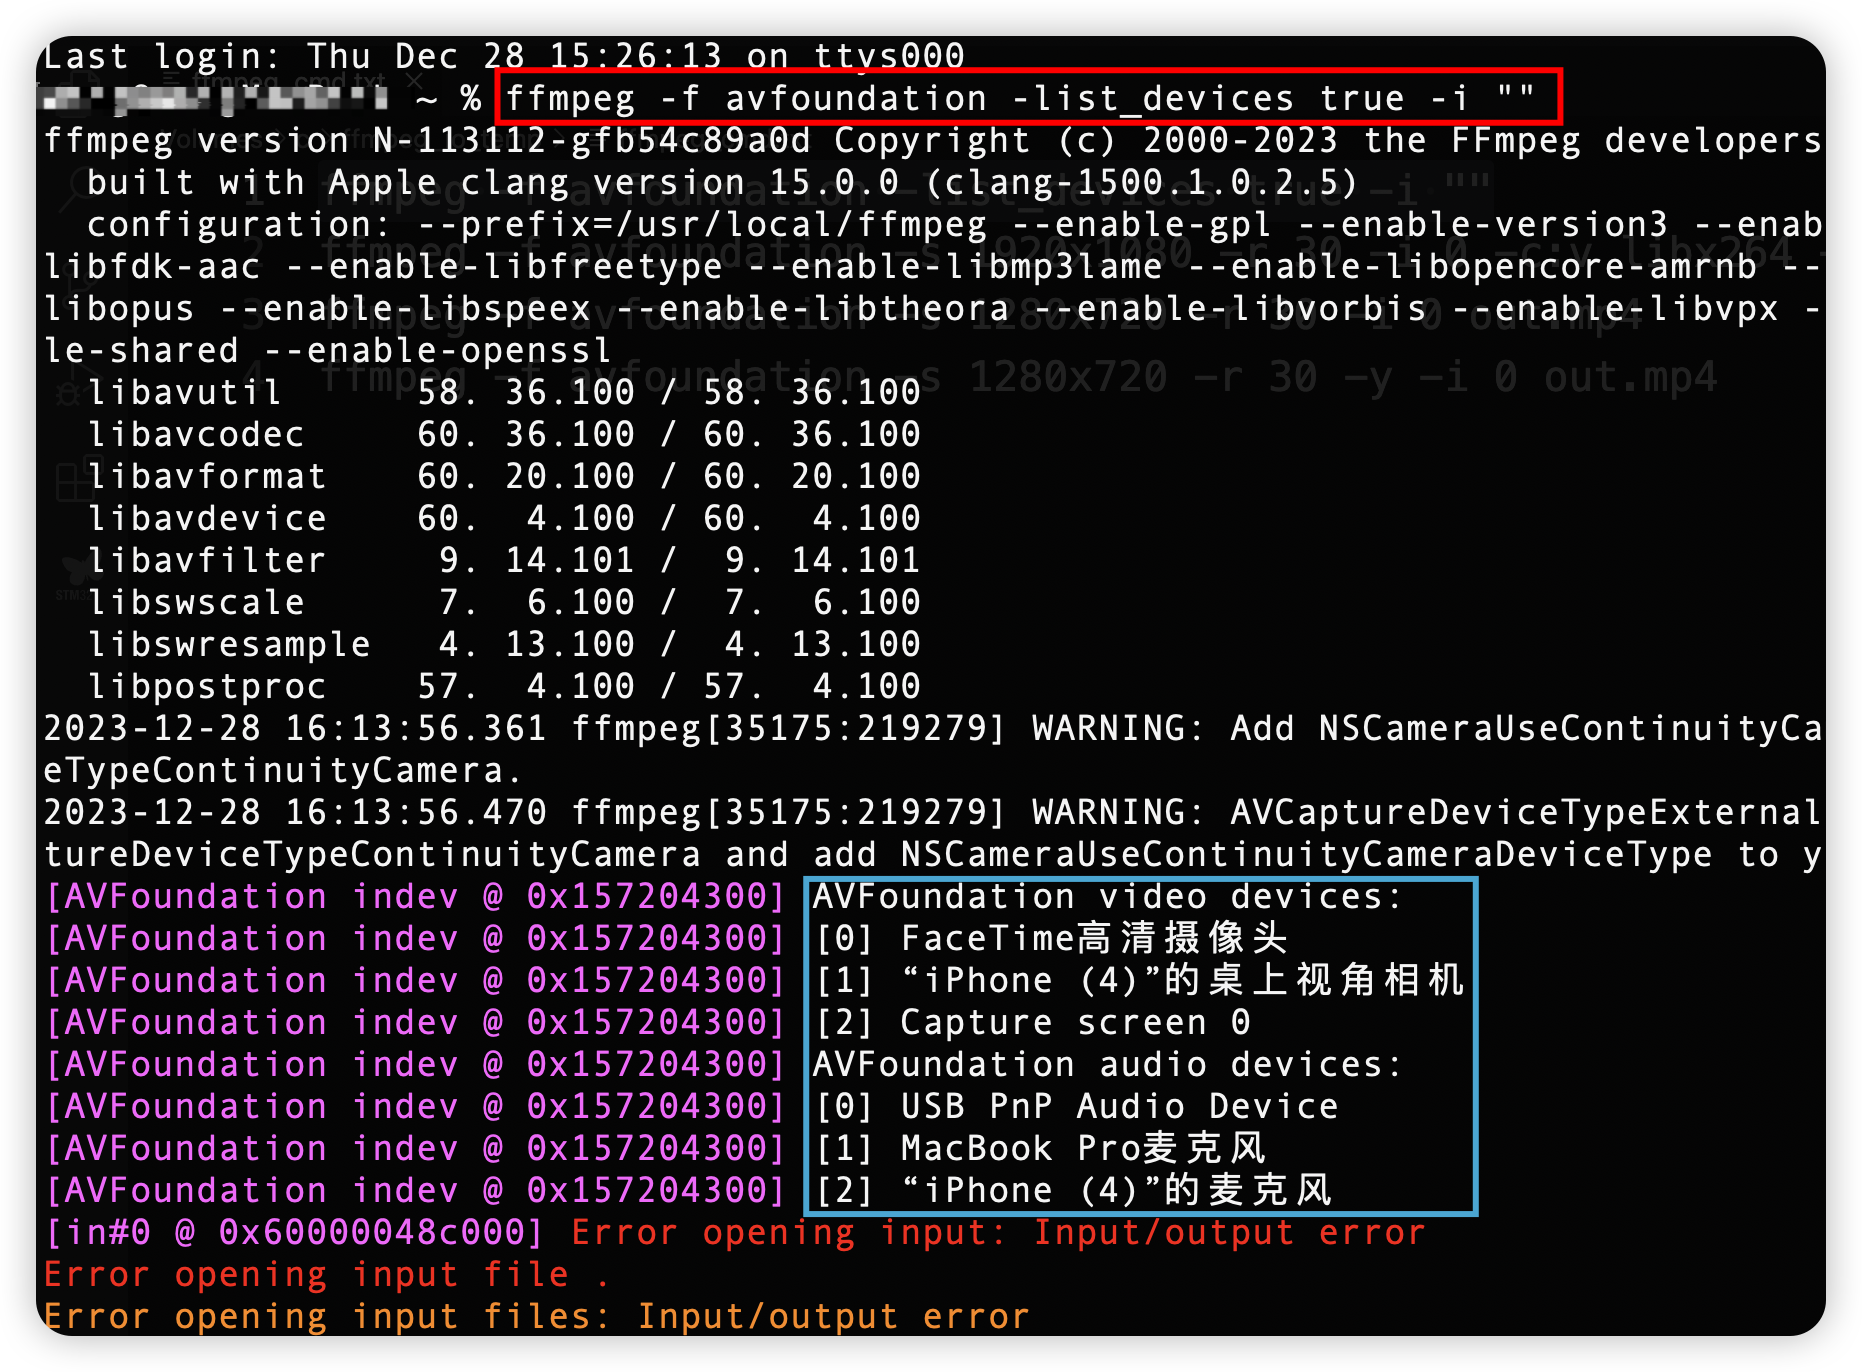 Last login: Thu Dec 28 15:26:13 on ttys000
~ % ffmpeg -f avfoundation -list_devices true -i ""
ffmpeg version N-113112-gfb54c89a0d Copyright (c) 2000-2023 the FFmpeg developers
built with Apple clang version 15.0.0 (clang-1500.1.0.2.5)
configuration: --prefix=/usr/local/ffmpeg --enable-gpl --enable-version3 --enab
libfdk-aac --enable-libfreetype --enable-libmp3lame --enable-libopencore-amrnb --
libopus --enable-libspeex --enable-libtheora --enable-libvorbis --enable-libvpx -
le-shared --enable-openssl
libavutil 58. 36.100 / 58. 36.100
libavcodec 60. 36.100 / 60. 36.100
libavformat 60. 20.100 / 60. 20.100
libavdevice 60. 4.100 / 60. 4.100
libavfilter 9. 14.101 / 9. 14.101
libswscale 7. 6.100 / 7. 6.100
libswresample 4. 13.100 / 4. 13.100
libpostproc 57. 4.100 / 57. 4.100
2023-12-28 16:13:56.361 ffmpeg[35175:219279] WARNING: Add NSCameraUseContinuityCa
eTypeContinuityCamera.
2023-12-28 16:13:56.470 ffmpeg[35175:219279] WARNING: AVCaptureDeviceTypeExternal
tureDeviceTypeContinuityCamera and add NSCameraUseContinuityCameraDeviceType to y
[AVFoundation indev @ 0x157204300] AVFoundation video devices:
[AVFoundation indev @ 0x157204300] [0] FaceTime高清摄像头
[AVFoundation indev @ 0x157204300] [1] “iPhone (4)”的桌上视角相机
[AVFoundation indev @ 0x157204300] [2] Capture screen 0
[AVFoundation indev @ 0x157204300] AVFoundation audio devices:
[AVFoundation indev @ 0x157204300] [0] USB PnP Audio Device
[AVFoundation indev @ 0x157204300] [1] MacBook Pro麦克风
[AVFoundation indev @ 0x157204300] [2] “iPhone (4)”的麦克风
[in#0 @ 0x60000048c000] Error opening input: Input/output error
Error opening input file .
Error opening input files: Input/output error